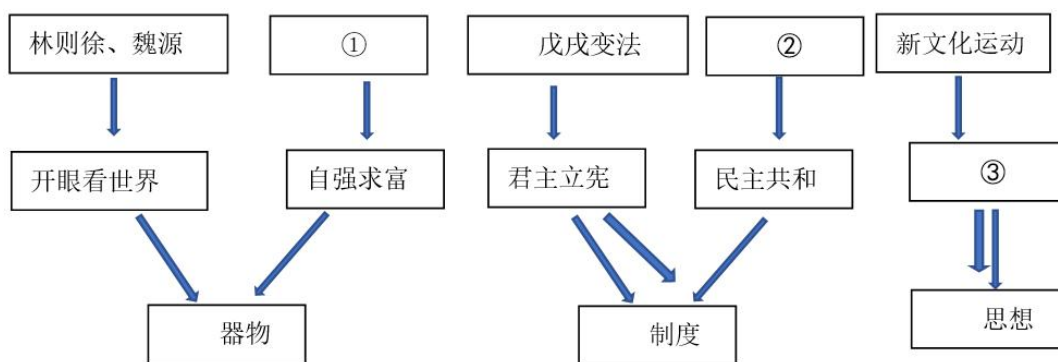 林则徐、魏源
①
戊戌变法
②
新文化运动
开眼看世界
自强求富
君主立宪
民主共和
③
器物
制度
思想